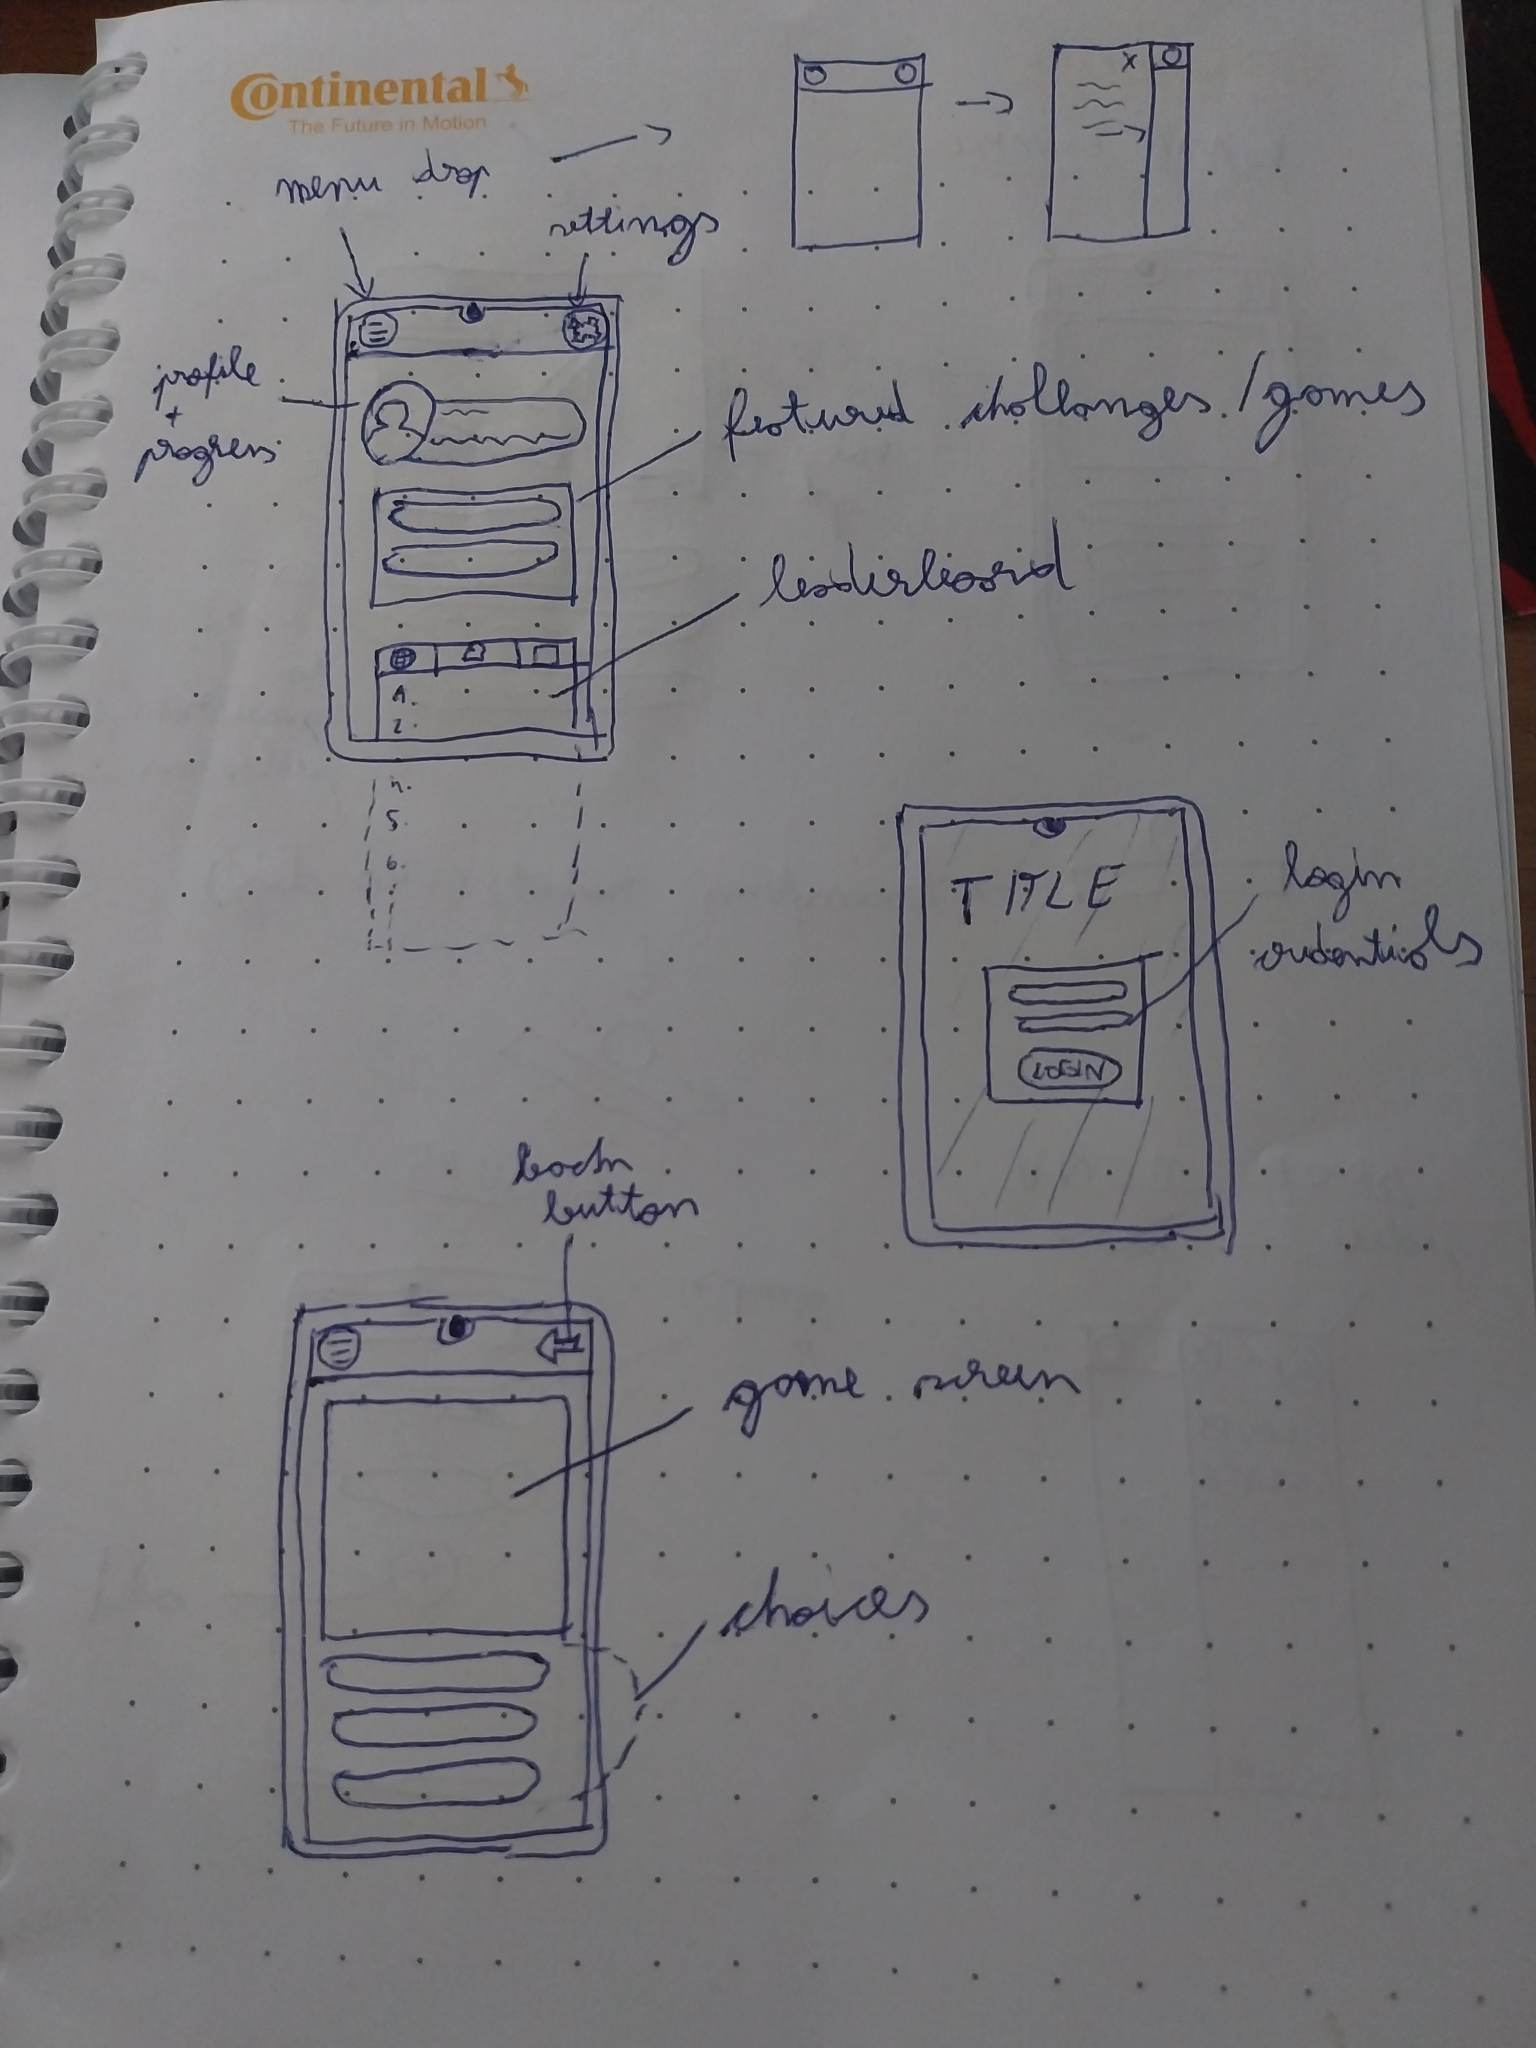 Continental
The Future in Motion
X
menu drop
settings
profile
+
progress
featured challanges/games
leaderboard
1.
2.
4.
5.
6.
TITLE
login
credentials
LOGIN
back
button
game screen
choices